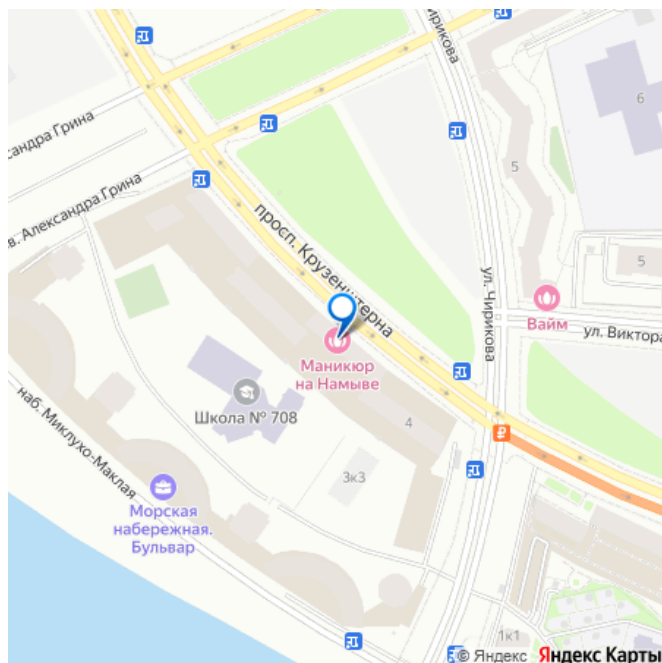 Чирикова
6
сандра Грина
5
в. Александра Грина
просп. Крузенштерна
5
ул. Чирикова
Вайм
ул. Виктора
Маникюр
на Намыве
Школа № 708
4
наб. Миклухо-Маклая
3к3
Морская
набережная.
Бульвар
1к1
© Яндекс Яндекс Карты